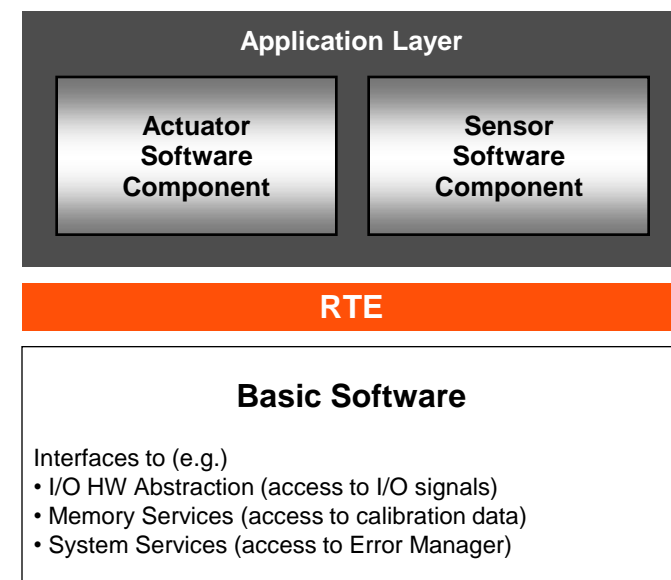 Application Layer
Actuator
Software
Component
Sensor
Software
Component
RTE
Basic Software
Interfaces to (e.g.)
• I/O HW Abstraction (access to I/O signals)
• Memory Services (access to calibration data)
• System Services (access to Error Manager)